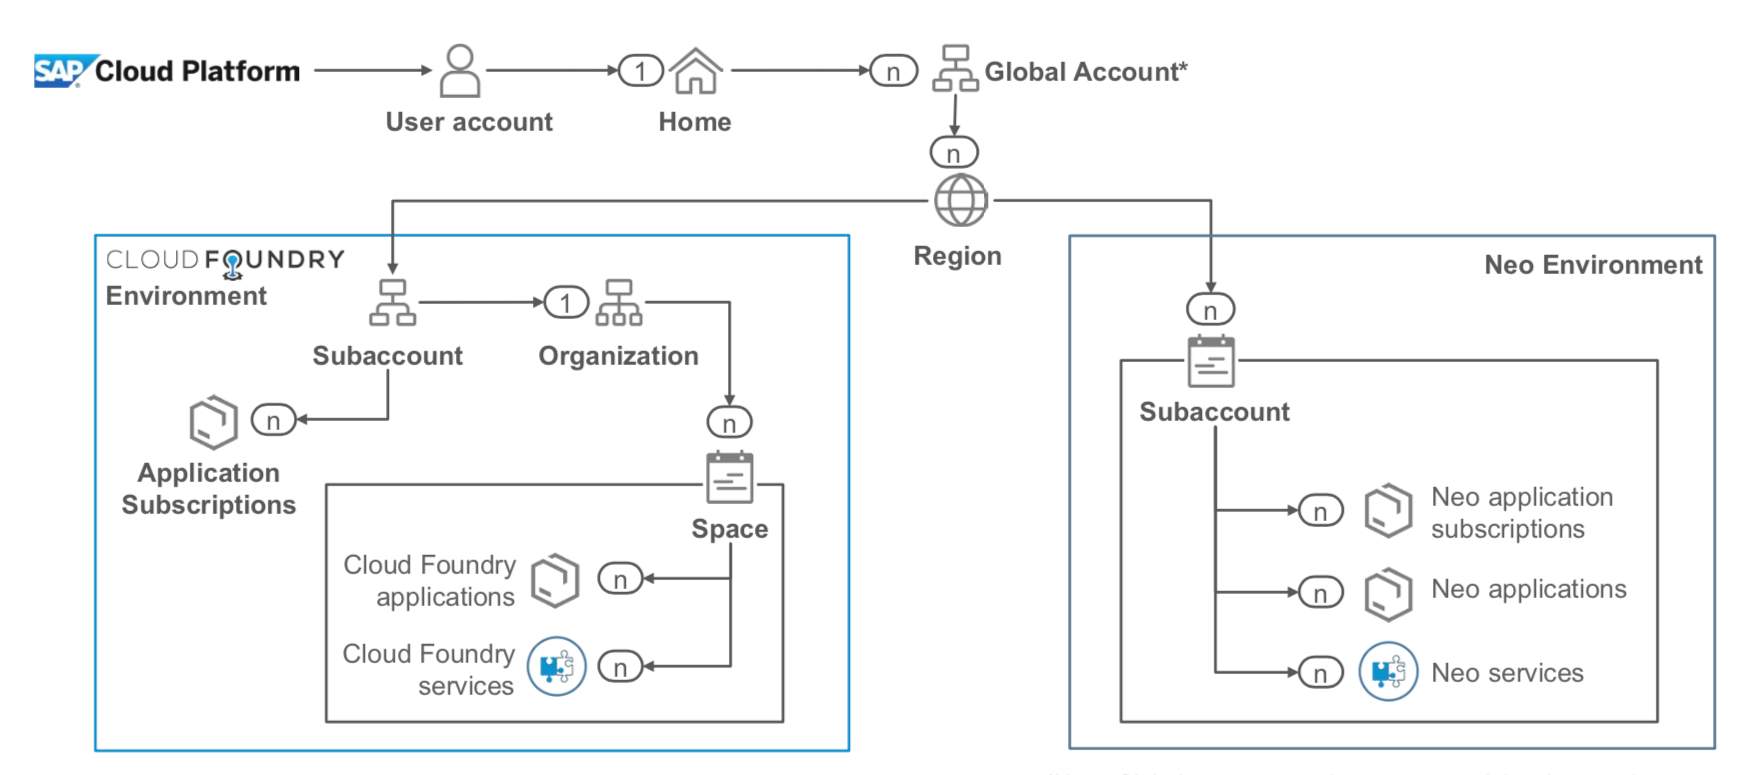 SAP Cloud Platform
User account
1
Home
n
Global Account*
n
Region
CLOUD FOUNDRY
Environment
Subaccount
1
Organization
n
Application
Subscriptions
n
Space
Cloud Foundry
applications
n
Cloud Foundry
services
n
Neo Environment
n
Subaccount
n
Neo application
subscriptions
n
Neo applications
n
Neo services